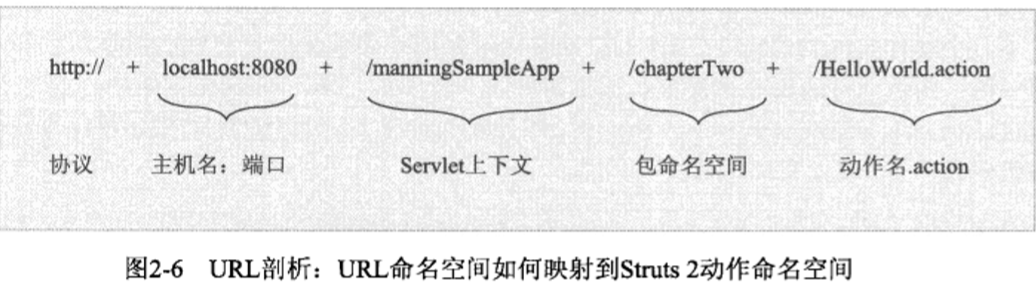 http:// + localhost:8080 + /manningSampleApp + /chapterTwo + /HelloWorld.action
协议 主机名：端口 Servlet上下文 包命名空间 动作名.action
图2-6 URL剖析：URL命名空间如何映射到Struts 2动作命名空间